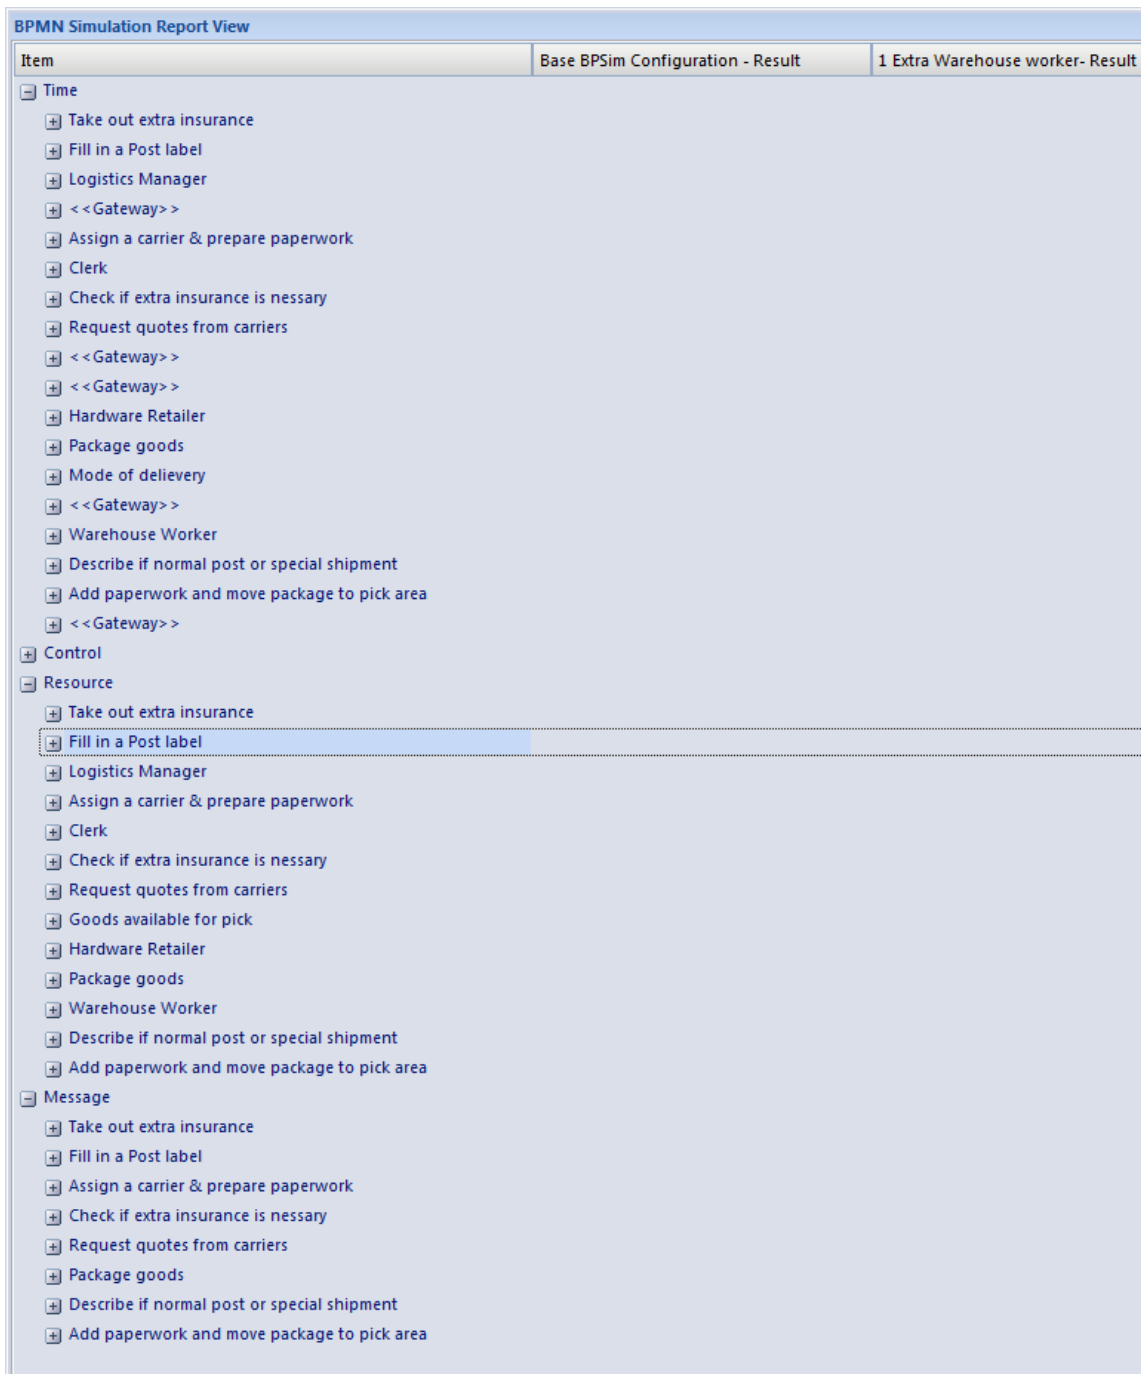 BPMN Simulation Report View
Item Base BPSim Configuration - Result 1 Extra Warehouse worker- Result
Time
Take out extra insurance
Fill in a Post label
Logistics Manager
<<Gateway>>
Assign a carrier & prepare paperwork
Clerk
Check if extra insurance is nessary
Request quotes from carriers
<<Gateway>>
<<Gateway>>
Hardware Retailer
Package goods
Mode of delievery
<<Gateway>>
Warehouse Worker
Describe if normal post or special shipment
Add paperwork and move package to pick area
<<Gateway>>
Control
Resource
Take out extra insurance
Fill in a Post label
Logistics Manager
Assign a carrier & prepare paperwork
Clerk
Check if extra insurance is nessary
Request quotes from carriers
Goods available for pick
Hardware Retailer
Package goods
Warehouse Worker
Describe if normal post or special shipment
Add paperwork and move package to pick area
Message
Take out extra insurance
Fill in a Post label
Assign a carrier & prepare paperwork
Check if extra insurance is nessary
Request quotes from carriers
Package goods
Describe if normal post or special shipment
Add paperwork and move package to pick area